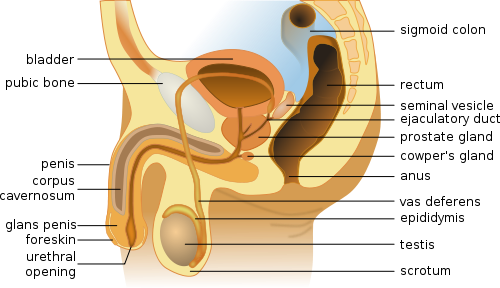 bladder
pubic bone
penis
corpus
cavernosum
glans penis
foreskin
urethral
opening
sigmoid colon
rectum
seminal vesicle
ejaculatory duct
prostate gland
cowper's gland
anus
vas deferens
epididymis
testis
scrotum